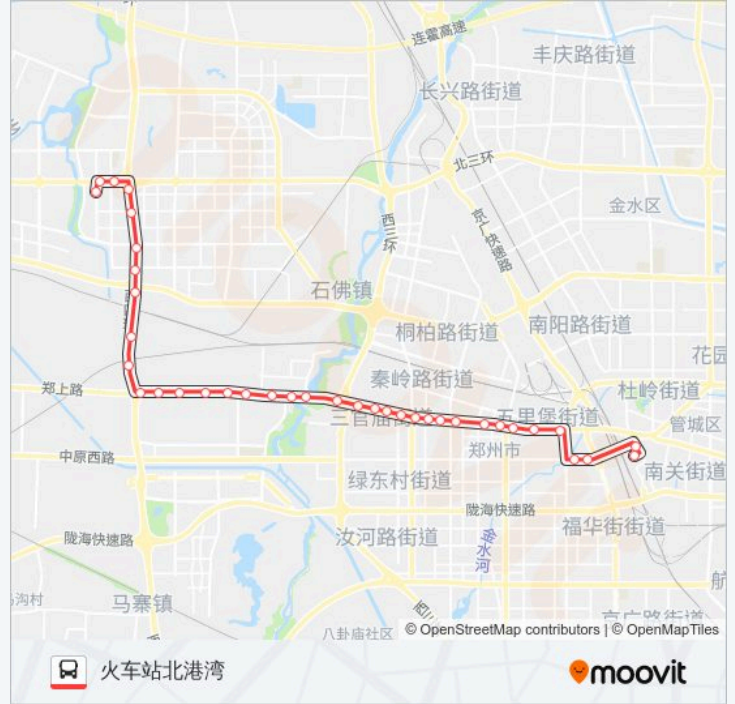 连霍高速
丰庆路街道
长兴路街道
北三环
金水区
西三环
京广快速路
石佛镇
南阳路街道
桐柏路街道
花园
秦岭路街道
郑上路
杜岭街道
三官庙街道
五里堡街道
管城区
郑州市
中原西路
南关街道
绿东村街道
陇海快速路
福华街街道
汝河路街道
金水河
陇海快速路
航
马寨镇
沟村
京广路街道
八卦庙社区
© OpenStreetMap contributors | © OpenMapTiles
火车站北港湾
moovit